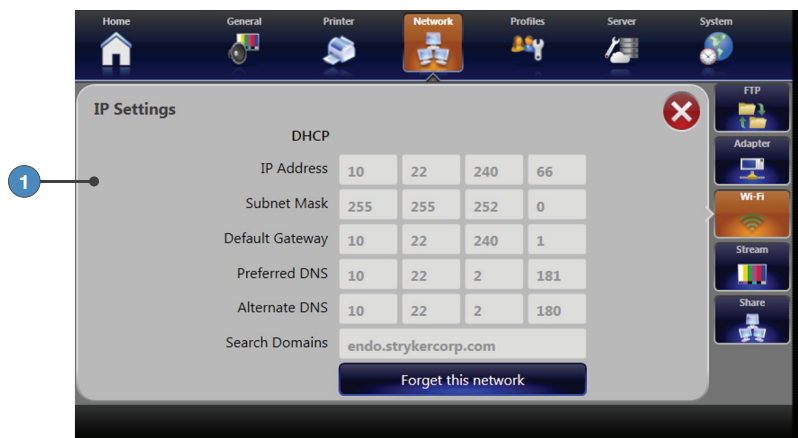 Home General Printer Network Profiles Server System
FTP
IP Settings
DHCP
Adapter
1
IP Address 10 22 240 66
Subnet Mask 255 255 252 0
Wi-Fi
Default Gateway 10 22 240 1
Stream
Preferred DNS 10 22 2 181
Alternate DNS 10 22 2 180
Share
Search Domains endo.strykercorp.com
Forget this network